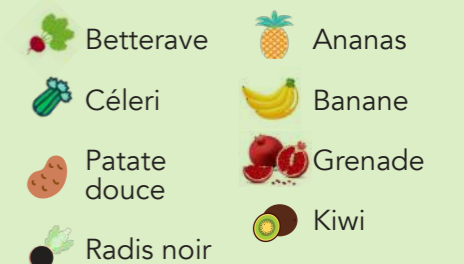 Betterave
Céleri
Patate
douce
Radis noir
Ananas
Banane
Grenade
Kiwi